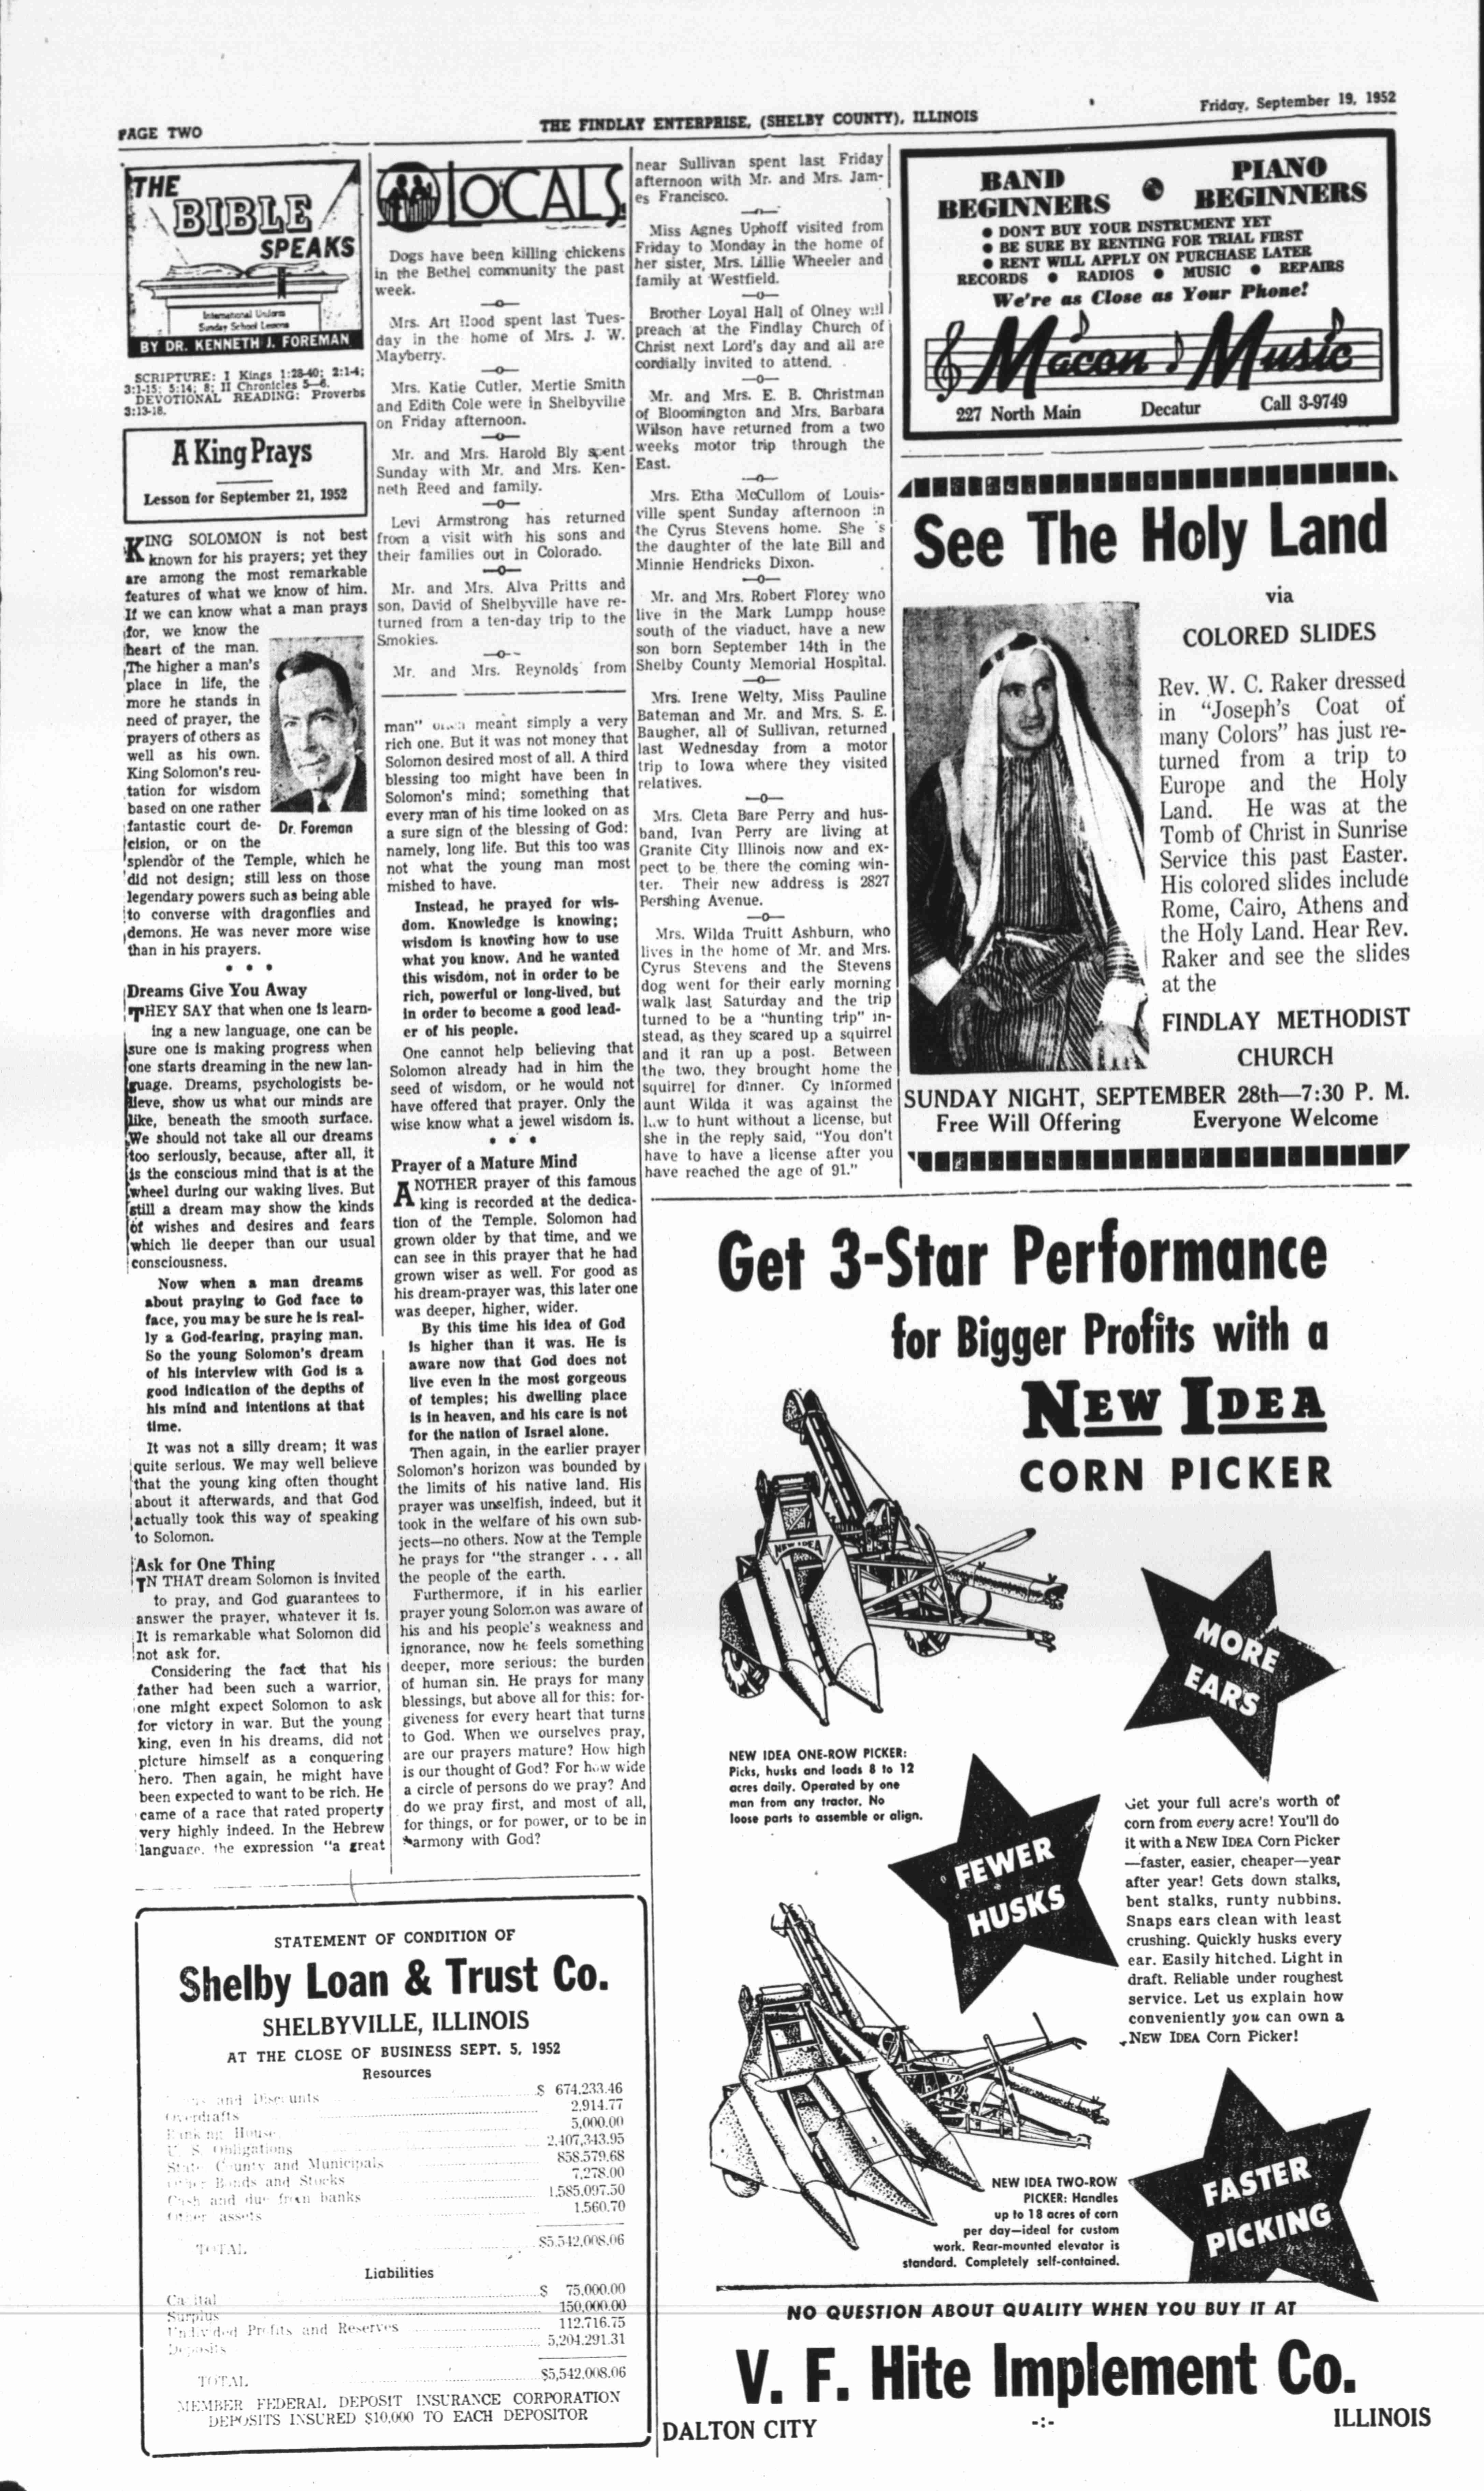 PAGE TWO
THE FINDLAY ENTERPRISE, (SHELBY COUNTY), ILLINOIS
Friday, September 19, 1952
THE
BIBLE
SPEAKS
International Uniform
Sunday School Lessons
BY DR. KENNETH J. FOREMAN
SCRIPTURE: I Kings 1:28-40; 2:1-4;
3:1-15; 5:14; 8; II Chronicles 5—6.
DEVOTIONAL READING: Proverbs
3:13-18.
A King Prays
Lesson for September 21, 1952
KING SOLOMON is not best
known for his prayers; yet they
are among the most remarkable
features of what we know of him.
If we can know what a man prays
for, we know the
heart of the man.
The higher a man's
place in life, the
more he stands in
need of prayer, the
prayers of others as
well as his own.
King Solomon's reu-
tation for wisdom
based on one rather
fantastic court de-
cision, or on the
Dr. Foreman
splendor of the Temple, which he
did not design; still less on those
legendary powers such as being able
to converse with dragonflies and
demons. He was never more wise
than in his prayers.
• • •
Dreams Give You Away
THEY SAY that when one is learn-
ing a new language, one can be
sure one is making progress when
one starts dreaming in the new lan-
guage. Dreams, psychologists be-
lieve, show us what our minds are
like, beneath the smooth surface.
We should not take all our dreams
too seriously, because, after all, it
is the conscious mind that is at the
wheel during our waking lives. But
still a dream may show the kinds
of wishes and desires and fears
which lie deeper than our usual
consciousness.
Now when a man dreams
about praying to God face to
face, you may be sure he is real-
ly a God-fearing, praying man.
So the young Solomon's dream
of his interview with God is a
good indication of the depths of
his mind and intentions at that
time.
It was not a silly dream; it was
quite serious. We may well believe
that the young king often thought
about it afterwards, and that God
actually took this way of speaking
to Solomon.
Ask for One Thing
IN THAT dream Solomon is invited
to pray, and God guarantees to
answer the prayer, whatever it is.
It is remarkable what Solomon did
not ask for.
Considering the fact that his
father had been such a warrior,
one might expect Solomon to ask
for victory in war. But the young
king, even in his dreams, did not
picture himself as a conquering
hero. Then again, he might have
been expected to want to be rich. He
came of a race that rated property
very highly indeed. In the Hebrew
language, the expression "a great
man" often meant simply a very
rich one. But it was not money that
Solomon desired most of all. A third
blessing too might have been in
Solomon's mind; something that
every man of his time looked on as
a sure sign of the blessing of God:
namely, long life. But this too was
not what the young man most
mished to have.
Instead, he prayed for wis-
dom. Knowledge is knowing;
wisdom is knowing how to use
what you know. And he wanted
this wisdom, not in order to be
rich, powerful or long-lived, but
in order to become a good lead-
er of his people.
One cannot help believing that
Solomon already had in him the
seed of wisdom, or he would not
have offered that prayer. Only the
wise know what a jewel wisdom is.
• • •
Prayer of a Mature Mind
ANOTHER prayer of this famous
king is recorded at the dedica-
tion of the Temple. Solomon had
grown older by that time, and we
can see in this prayer that he had
grown wiser as well. For good as
his dream-prayer was, this later one
was deeper, higher, wider.
By this time his idea of God
is higher than it was. He is
aware now that God does not
live even in the most gorgeous
of temples; his dwelling place
is in heaven, and his care is not
for the nation of Israel alone.
Then again, in the earlier prayer
Solomon's horizon was bounded by
the limits of his native land. His
prayer was unselfish, indeed, but it
took in the welfare of his own sub-
jects—no others. Now at the Temple
he prays for "the stranger . . . all
the people of the earth.
Furthermore, if in his earlier
prayer young Solomon was aware of
his and his people's weakness and
ignorance, now he feels something
deeper, more serious: the burden
of human sin. He prays for many
blessings, but above all for this: for-
giveness for every heart that turns
to God. When we ourselves pray,
are our prayers mature? How high
is our thought of God? For how wide
a circle of persons do we pray? And
do we pray first, and most of all,
for things, or for power, or to be in
harmony with God?
LOCALS
Dogs have been killing chickens
in the Bethel community the past
week.
—o—
Mrs. Art Hood spent last Tues-
day in the home of Mrs. J. W.
Mayberry.
—o—
Mrs. Katie Cutler, Mertie Smith
and Edith Cole were in Shelbyville
on Friday afternoon.
—o—
Mr. and Mrs. Harold Bly spent
Sunday with Mr. and Mrs. Ken-
neth Reed and family.
—o—
Levi Armstrong has returned
from a visit with his sons and
their families out in Colorado.
—o—
Mr. and Mrs. Alva Pritts and
son, David of Shelbyville have re-
turned from a ten-day trip to the
Smokies.
—o—
Mr. and Mrs. Reynolds from
near Sullivan spent last Friday
afternoon with Mr. and Mrs. Jam-
es Francisco.
—o—
Miss Agnes Uphoff visited from
Friday to Monday in the home of
her sister, Mrs. Lillie Wheeler and
family at Westfield.
—o—
Brother Loyal Hall of Olney will
preach at the Findlay Church of
Christ next Lord's day and all are
cordially invited to attend.
—o—
Mr. and Mrs. E. B. Christman
of Bloomington and Mrs. Barbara
Wilson have returned from a two
weeks motor trip through the
East.
—o—
Mrs. Etha McCullom of Louis-
ville spent Sunday afternoon in
the Cyrus Stevens home. She is
the daughter of the late Bill and
Minnie Hendricks Dixon.
—o—
Mr. and Mrs. Robert Florey who
live in the Mark Lumpp house
south of the viaduct, have a new
son born September 14th in the
Shelby County Memorial Hospital.
—o—
Mrs. Irene Welty, Miss Pauline
Bateman and Mr. and Mrs. S. E.
Baugher, all of Sullivan, returned
last Wednesday from a motor
trip to Iowa where they visited
relatives.
—o—
Mrs. Cleta Bare Perry and hus-
band, Ivan Perry are living at
Granite City Illinois now and ex-
pect to be there the coming win-
ter. Their new address is 2827
Pershing Avenue.
—o—
Mrs. Wilda Truitt Ashburn, who
lives in the home of Mr. and Mrs.
Cyrus Stevens and the Stevens
dog went for their early morning
walk last Saturday and the trip
turned to be a "hunting trip" in-
stead, as they scared up a squirrel
and it ran up a post. Between
the two, they brought home the
squirrel for dinner. Cy informed
aunt Wilda it was against the
law to hunt without a license, but
she in the reply said, "You don't
have to have a license after you
have reached the age of 91."
BAND
BEGINNERS
PIANO
BEGINNERS
• DON'T BUY YOUR INSTRUMENT YET
• BE SURE BY RENTING FOR TRIAL FIRST
• RENT WILL APPLY ON PURCHASE LATER
RECORDS • RADIOS • MUSIC • REPAIRS
We're as Close as Your Phone!
Macon Music
227 North Main Decatur Call 3-9749
See The Holy Land
via
COLORED SLIDES
Rev. W. C. Raker dressed
in "Joseph's Coat of
many Colors" has just re-
turned from a trip to
Europe and the Holy
Land. He was at the
Tomb of Christ in Sunrise
Service this past Easter.
His colored slides include
Rome, Cairo, Athens and
the Holy Land. Hear Rev.
Raker and see the slides
at the
FINDLAY METHODIST
CHURCH
SUNDAY NIGHT, SEPTEMBER 28th—7:30 P. M.
Free Will Offering Everyone Welcome
Get 3-Star Performance
for Bigger Profits with a
NEW IDEA
CORN PICKER
NEW IDEA
MORE
EARS
NEW IDEA ONE-ROW PICKER:
Picks, husks and loads 8 to 12
acres daily. Operated by one
man from any tractor. No
loose parts to assemble or align.
FEWER
HUSKS
Get your full acre's worth of
corn from every acre! You'll do
it with a NEW IDEA Corn Picker
—faster, easier, cheaper—year
after year! Gets down stalks,
bent stalks, runty nubbins.
Snaps ears clean with least
crushing. Quickly husks every
ear. Easily hitched. Light in
draft. Reliable under roughest
service. Let us explain how
conveniently you can own a
NEW IDEA Corn Picker!
NEW IDEA TWO-ROW
PICKER: Handles
up to 18 acres of corn
per day—ideal for custom
work. Rear-mounted elevator is
standard. Completely self-contained.
FASTER
PICKING
NO QUESTION ABOUT QUALITY WHEN YOU BUY IT AT
V. F. Hite Implement Co.
DALTON CITY -:- ILLINOIS
STATEMENT OF CONDITION OF
Shelby Loan & Trust Co.
SHELBYVILLE, ILLINOIS
AT THE CLOSE OF BUSINESS SEPT. 5, 1952
Resources
and Discounts $ 674,233.46
Overdrafts 2,914.77
Banking House 5,000.00
U. S. Obligations 2,407,343.95
State County and Municipals 858,579.68
Other Bonds and Stocks 7,278.00
Cash and due from banks 1,585,097.50
Other assets 1,560.70
TOTAL $5,542,008.06
Liabilities
Capital $ 75,000.00
Surplus 150,000.00
Undivided Profits and Reserves 112,716.75
Deposits 5,204,291.31
TOTAL $5,542,008.06
MEMBER FEDERAL DEPOSIT INSURANCE CORPORATION
DEPOSITS INSURED $10,000 TO EACH DEPOSITOR